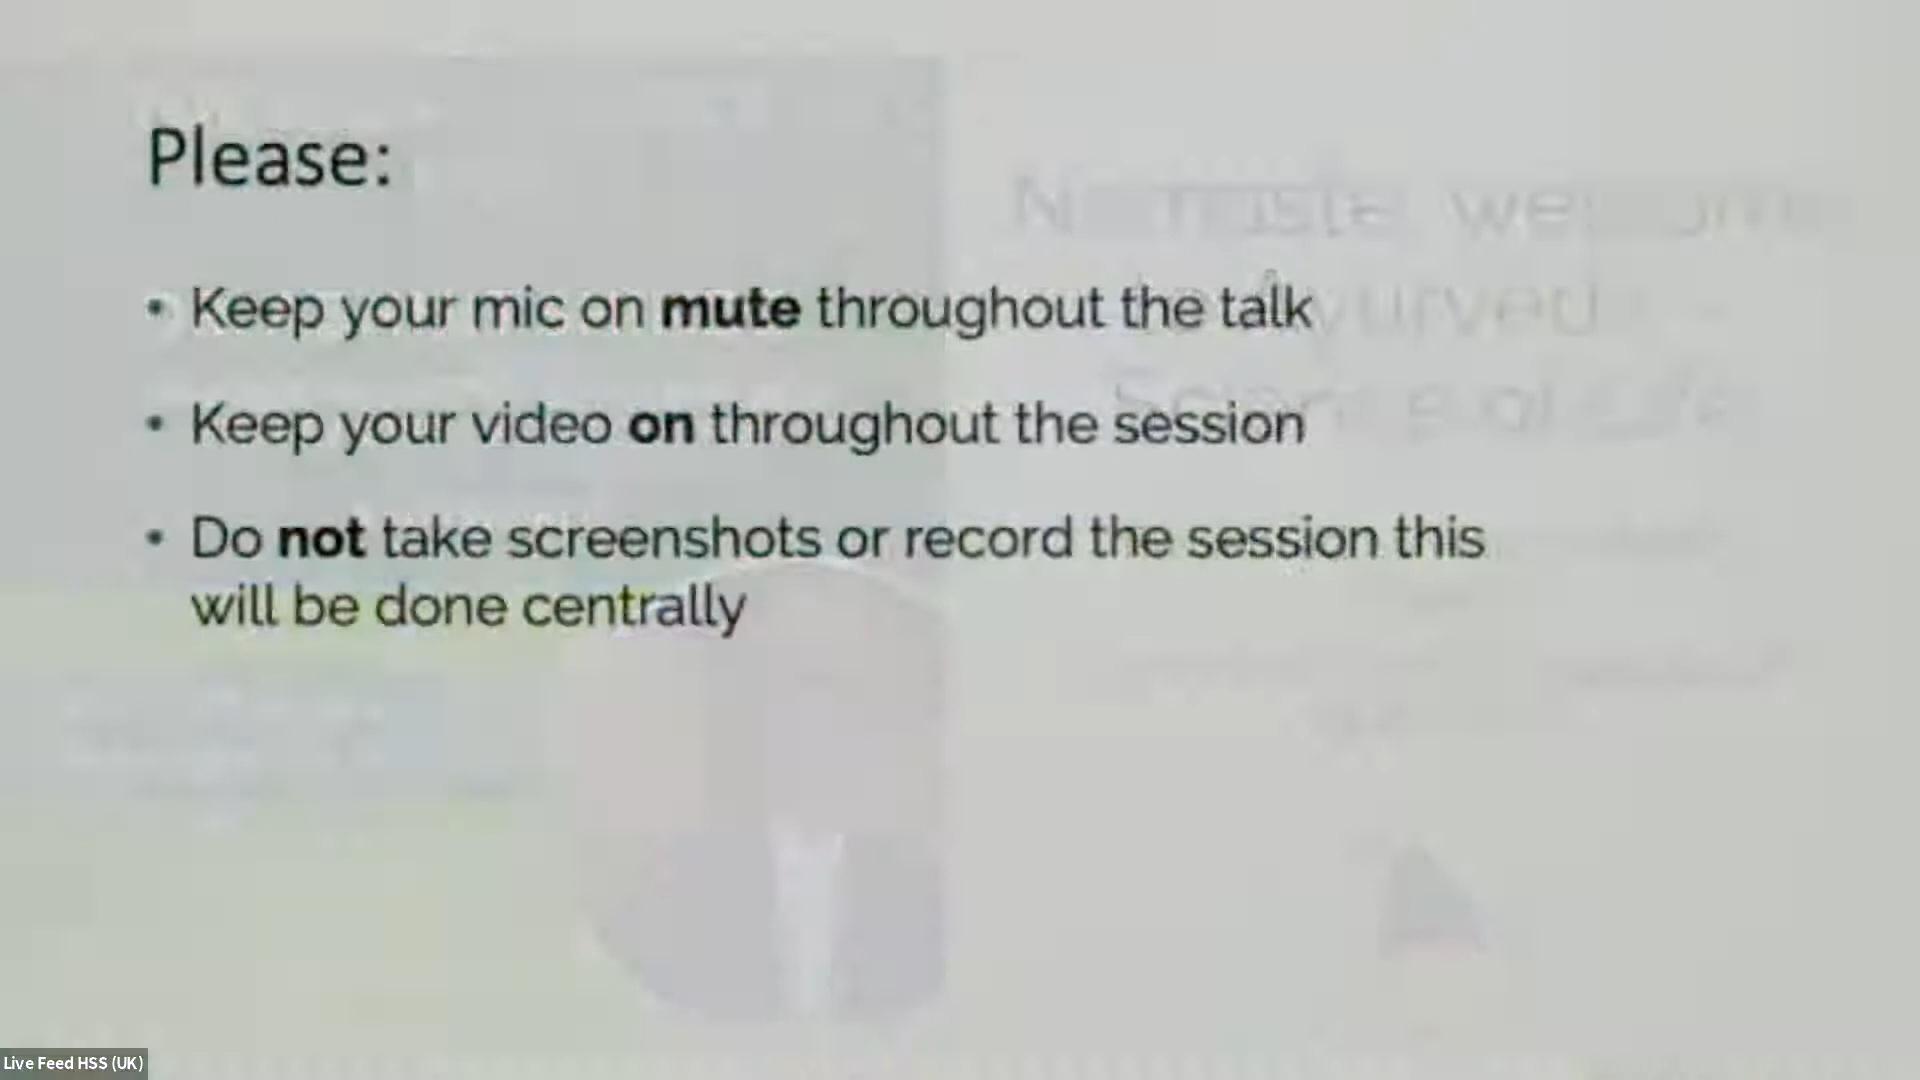 Please:
• Keep your mic on mute throughout the talk
• Keep your video on throughout the session
• Do not take screenshots or record the session this
will be done centrally
Live Feed HSS (UK)